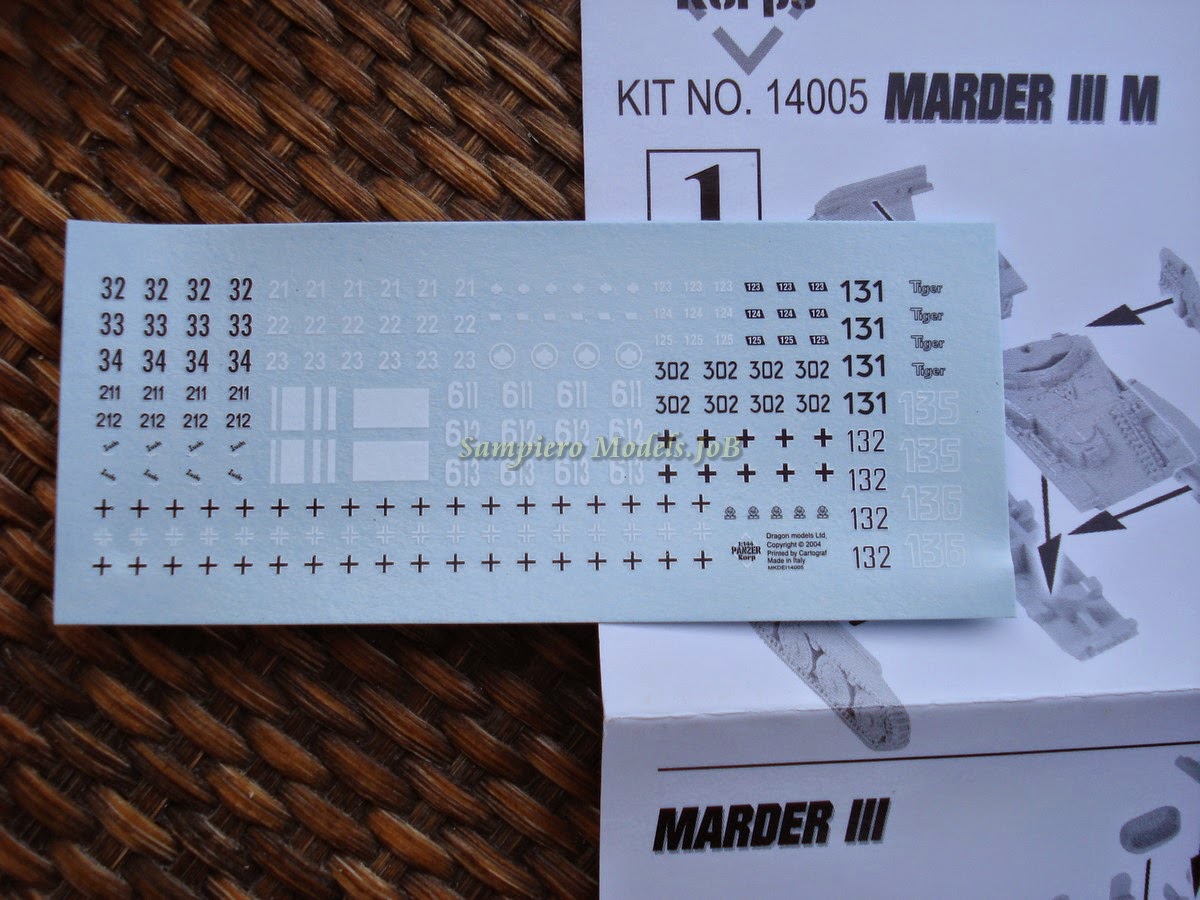 Korps
KIT NO. 14005 MARDER III M
1
32 32 32 32 21 21 21 21 21 21 123 123 123 123 123 123 131 Tiger
33 33 33 33 22 22 22 22 22 22 124 124 124 124 124 124 131 Tiger
125 125 125 125 125 125 Tiger
34 34 34 34 23 23 23 23 23 23 302 302 302 302 131 Tiger
211 211 211 211 611 611 611 611 302 302 302 302 131 135
212 212 212 212 612 612 612 612 132
Sampiero Models.JoB
613 613 613 613 132 135
132 136
1:144
PANZER
Korp
Dragon models Ltd,
Copyright © 2004
Printed by Cartograf
Made in Italy
MKDEI14005
132 136
MARDER III